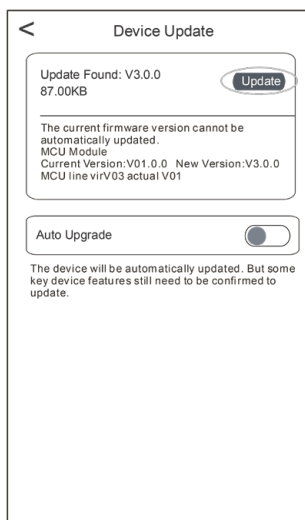 < Device Update
Update Found: V3.0.0
Update
87.00KB
The current firmware version cannot be
automatically updated.
MCU Module
Current Version:V01.0.0 New Version:V3.0.0
MCU line virV03 actual V01
Auto Upgrade
The device will be automatically updated. But some
key device features still need to be confirmed to
update.